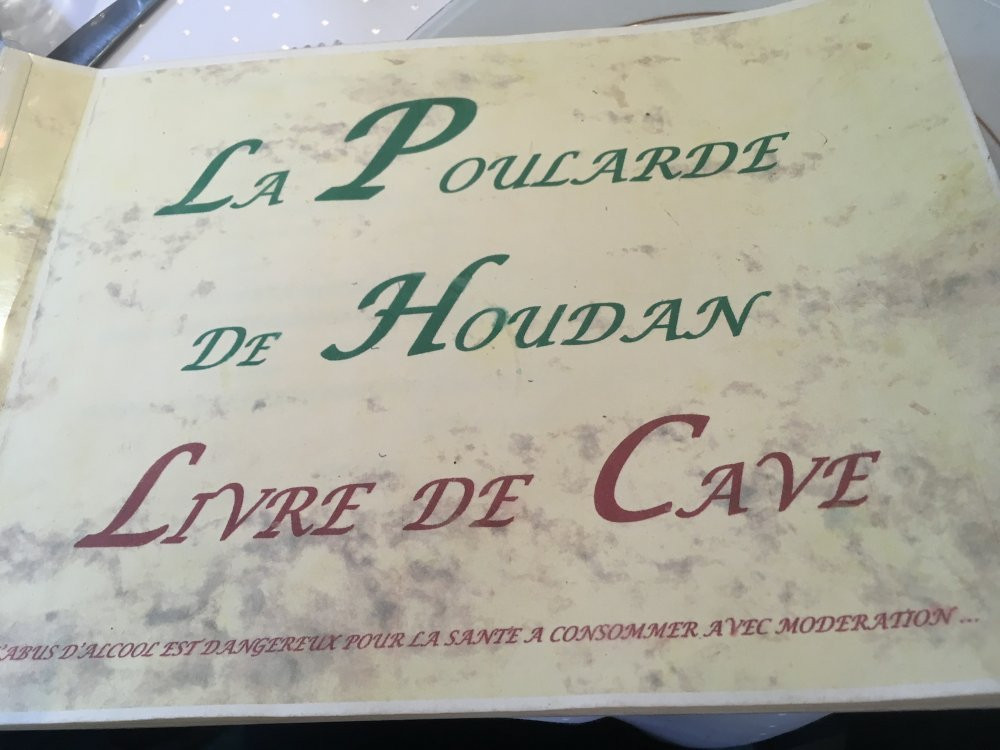 LA POULARDE
DE HOUDAN
LIVRE DE CAVE
'ABUS D'ALCOOL EST DANGEREUX POUR LA SANTE A CONSOMMER AVEC MODERATION ...